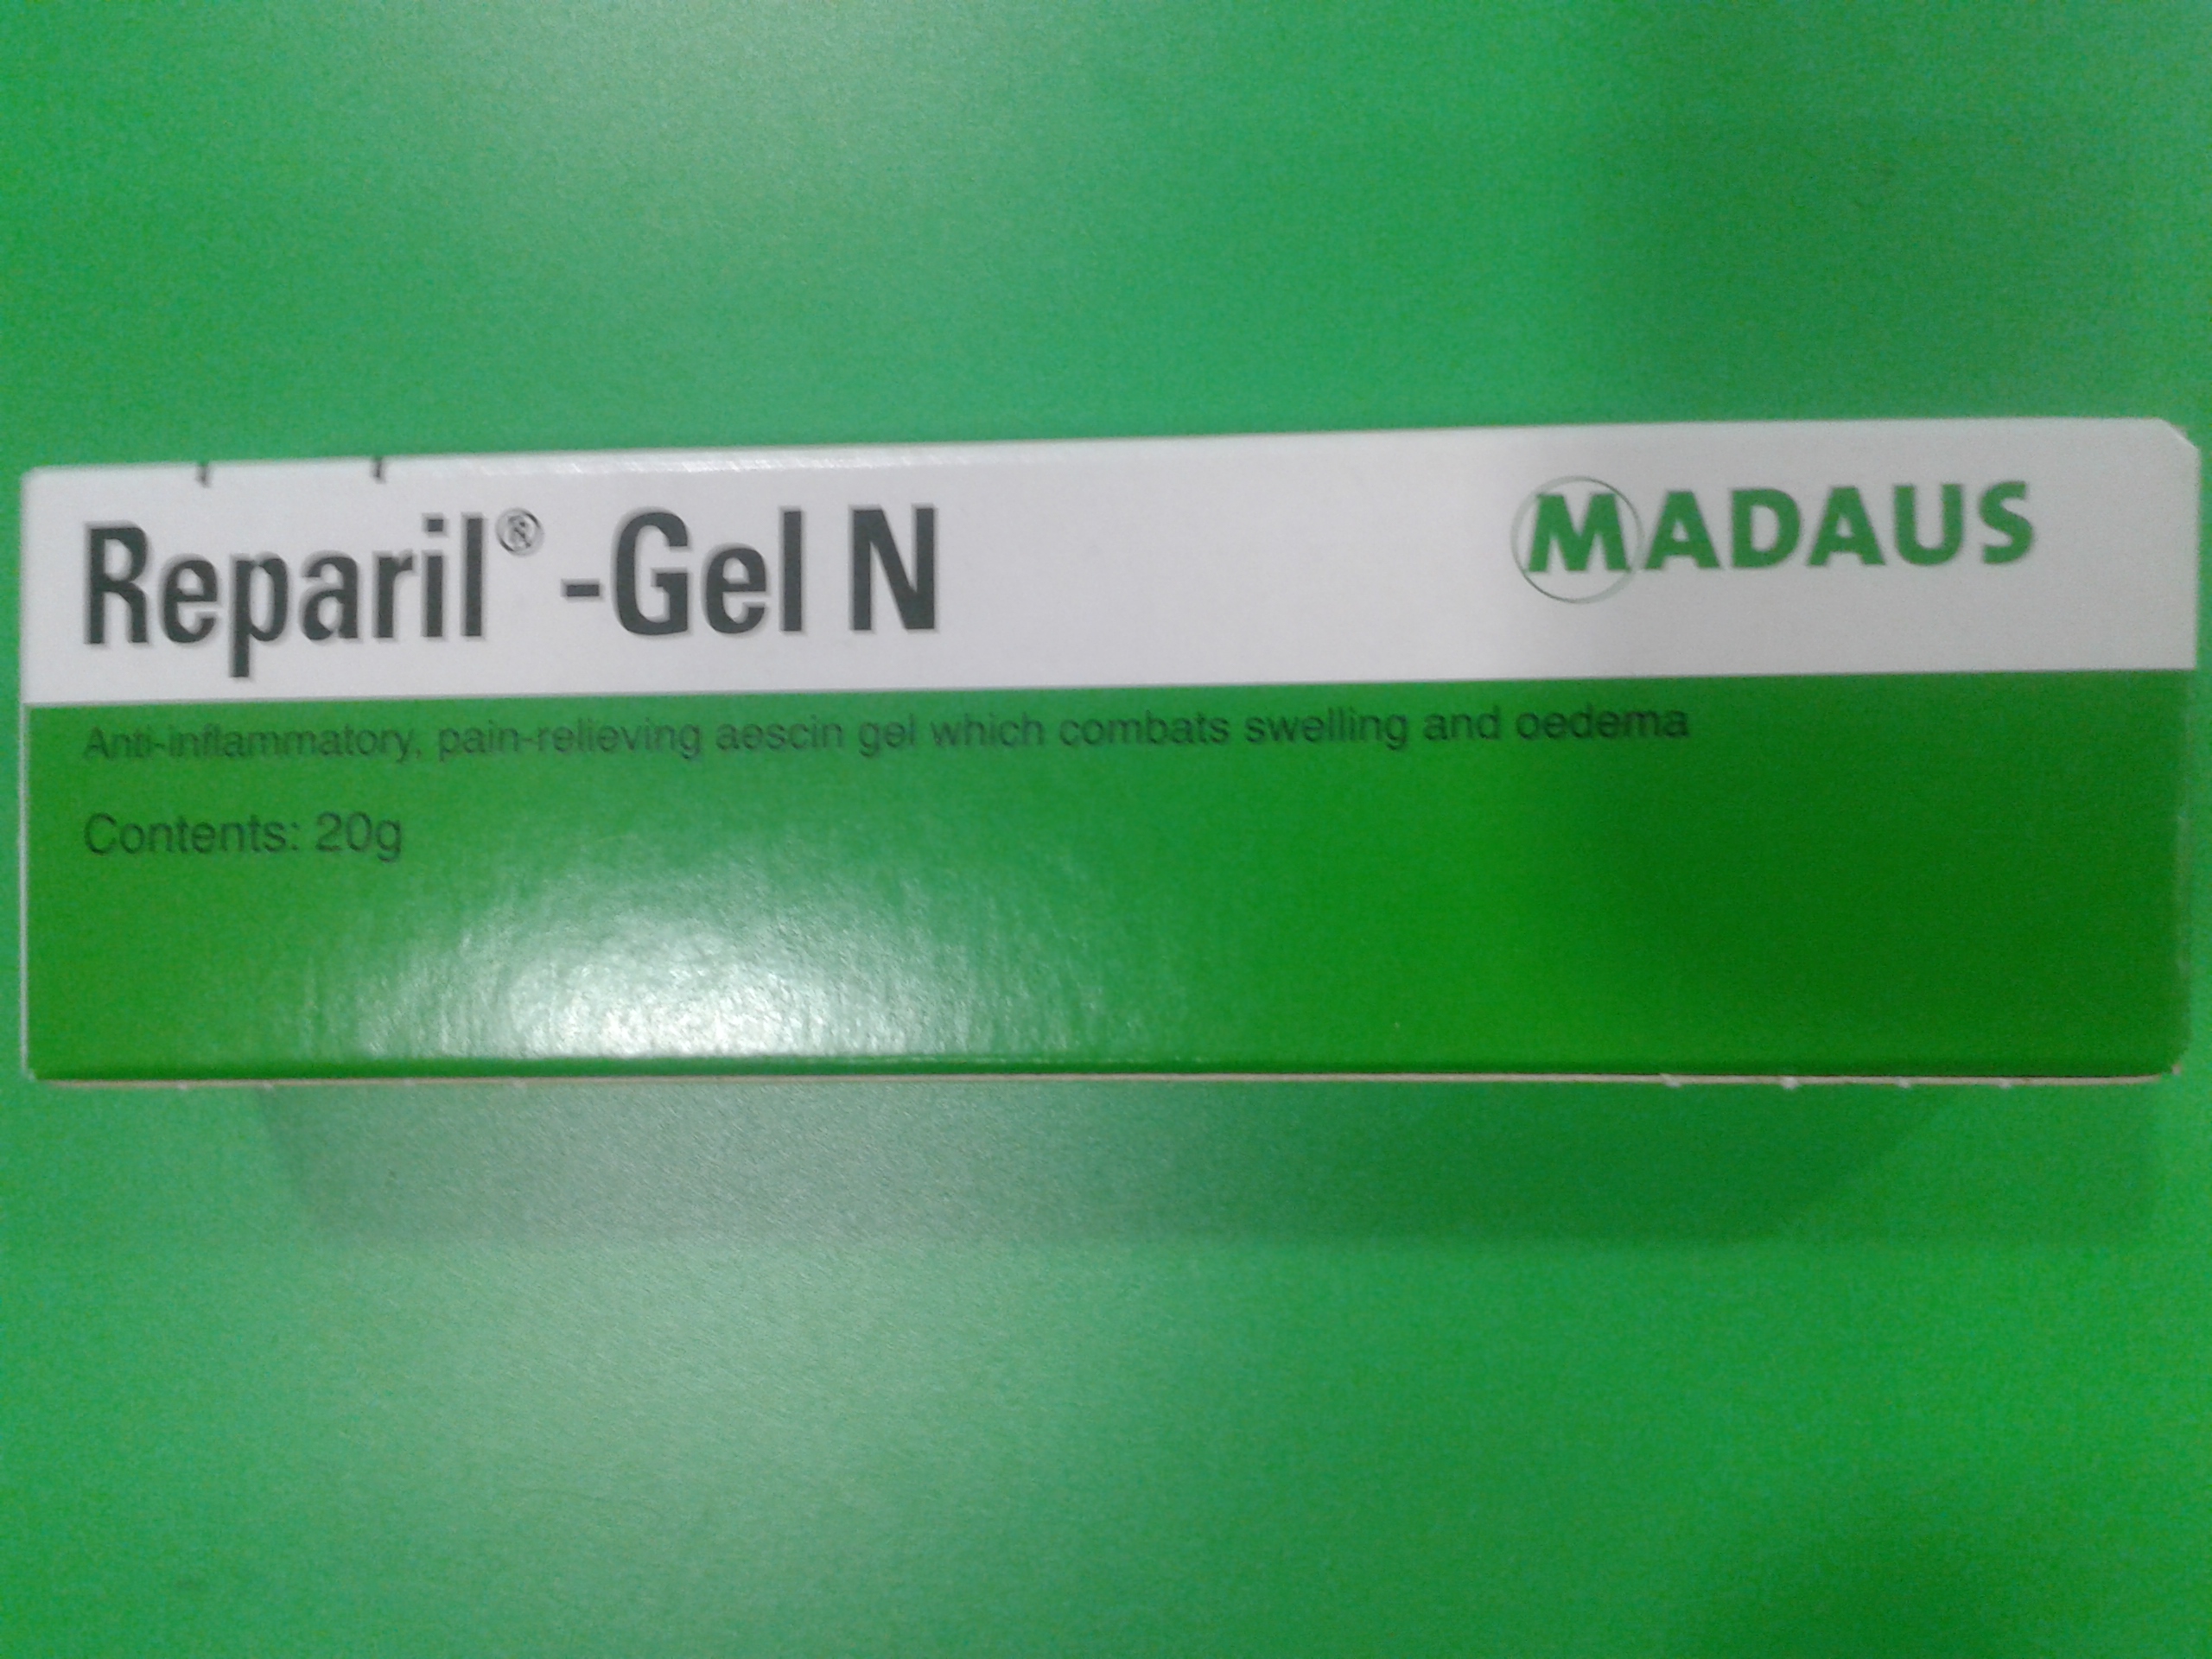 Reparil® -Gel N
MADAUS
Anti-inflammatory, pain-relieving aescin gel which combats swelling and oedema
Contents: 20g